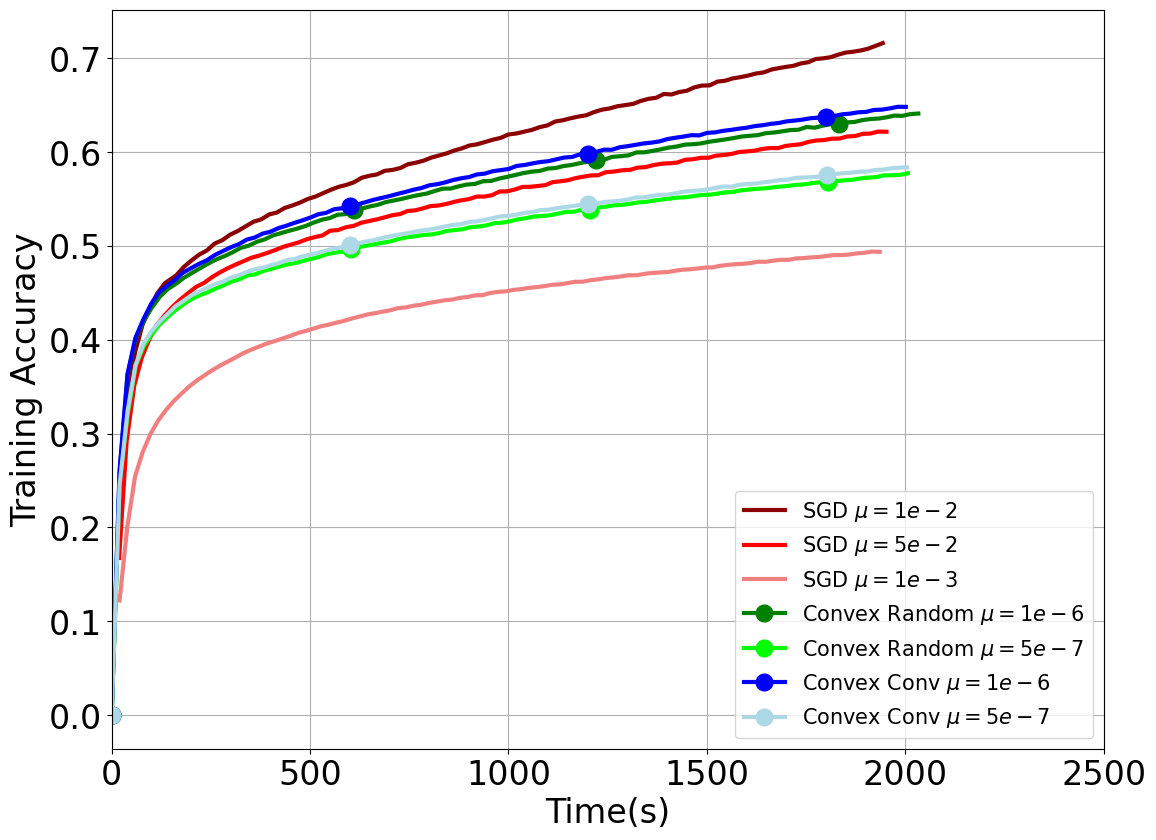 0.7
0.6
0.5
0.4
0.3
0.2
0.1
0.0
Training Accuracy
0 500 1000 1500 2000 2500
Time(s)
SGD μ = 1e − 2
SGD μ = 5e − 2
SGD μ = 1e − 3
Convex Random μ = 1e − 6
Convex Random μ = 5e − 7
Convex Conv μ = 1e − 6
Convex Conv μ = 5e − 7